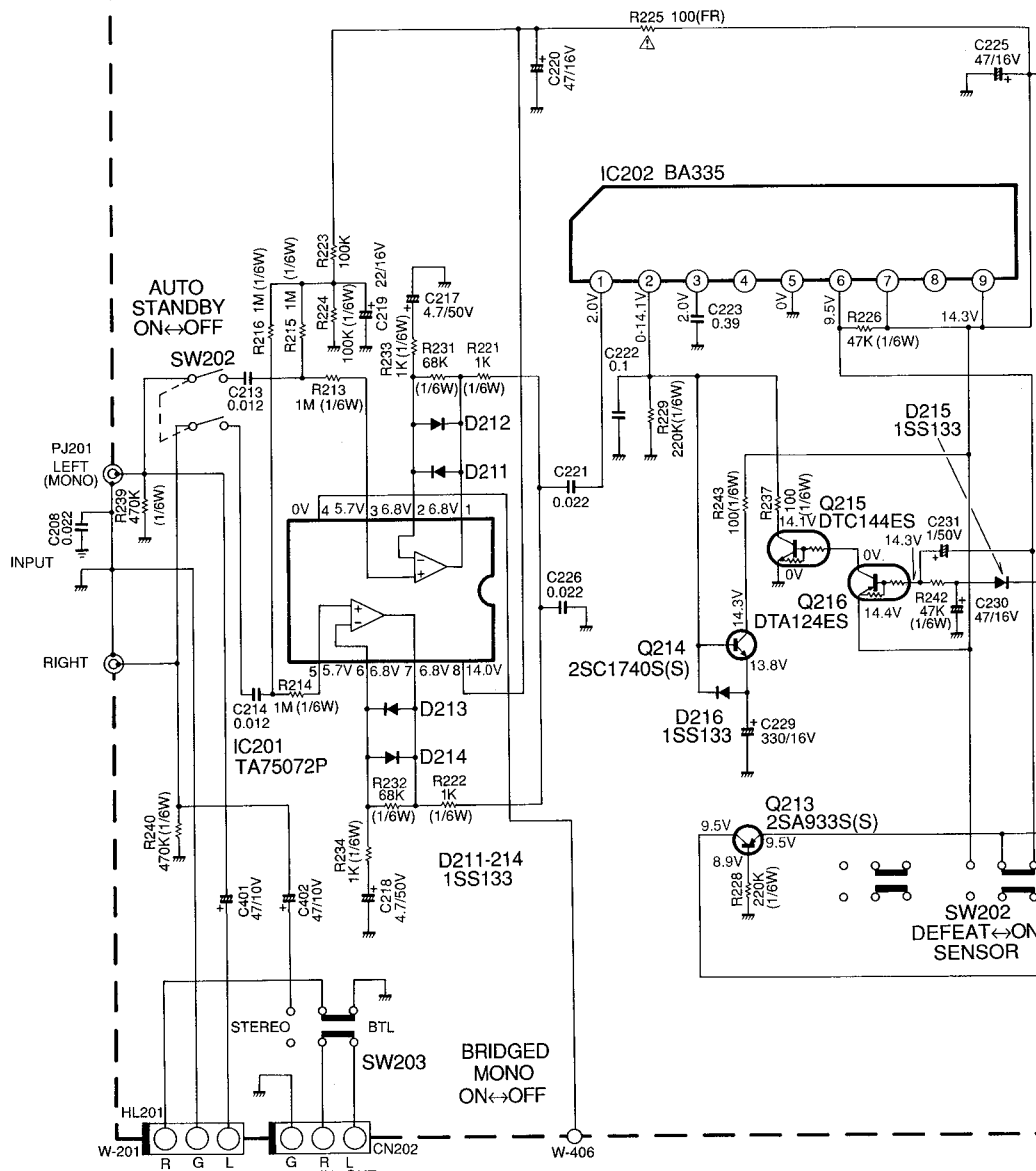 R225 100(FR)
C220
47/16V
C225
47/16V
IC202 BA335
1 2 3 4 5 6 7 8 9
2.0V
0-14.1V
2.0V
0V
9.5V
14.3V
C223
0.39
R226
47K (1/6W)
AUTO
STANDBY
ON↔OFF
SW202
R216 1M (1/6W)
R215 1M (1/6W)
R223
100K
R224
100K (1/6W)
C219 22/16V
C217
4.7/50V
R233
1K (1/6W)
R231
68K
(1/6W)
R221
1K
(1/6W)
C213
0.012
R213
1M (1/6W)
D212
D211
C222
0.1
R229
220K(1/6W)
D215
1SS133
PJ201
LEFT
(MONO)
R239
470K
(1/6W)
C208
0.022
INPUT
RIGHT
0V 4 5.7V 3 6.8V 2 6.8V 1
5 5.7V 6 6.8V 7 6.8V 8 14.0V
C221
0.022
C226
0.022
R243
100(1/6W)
R237
100
(1/6W)
14.1V
Q215
DTC144ES
0V
14.3V
C231
1/50V
0V
14.4V
Q216
DTA124ES
R242
47K
(1/6W)
C230
47/16V
14.3V
Q214
2SC1740S(S)
13.8V
D216
1SS133
C229
330/16V
C214
0.012
R214
1M (1/6W)
IC201
TA75072P
D213
D214
R232
68K
(1/6W)
R222
1K
(1/6W)
R234
1K (1/6W)
C218
4.7/50V
D211-214
1SS133
R240
470K(1/6W)
C401
47/10V
C402
47/10V
Q213
2SA933S(S)
9.5V
9.5V
8.9V
R228
220K
(1/6W)
SW202
DEFEAT↔ON
SENSOR
STEREO
BTL
SW203
BRIDGED
MONO
ON↔OFF
HL201
W-201
R G L
CN202
G R L
W-406